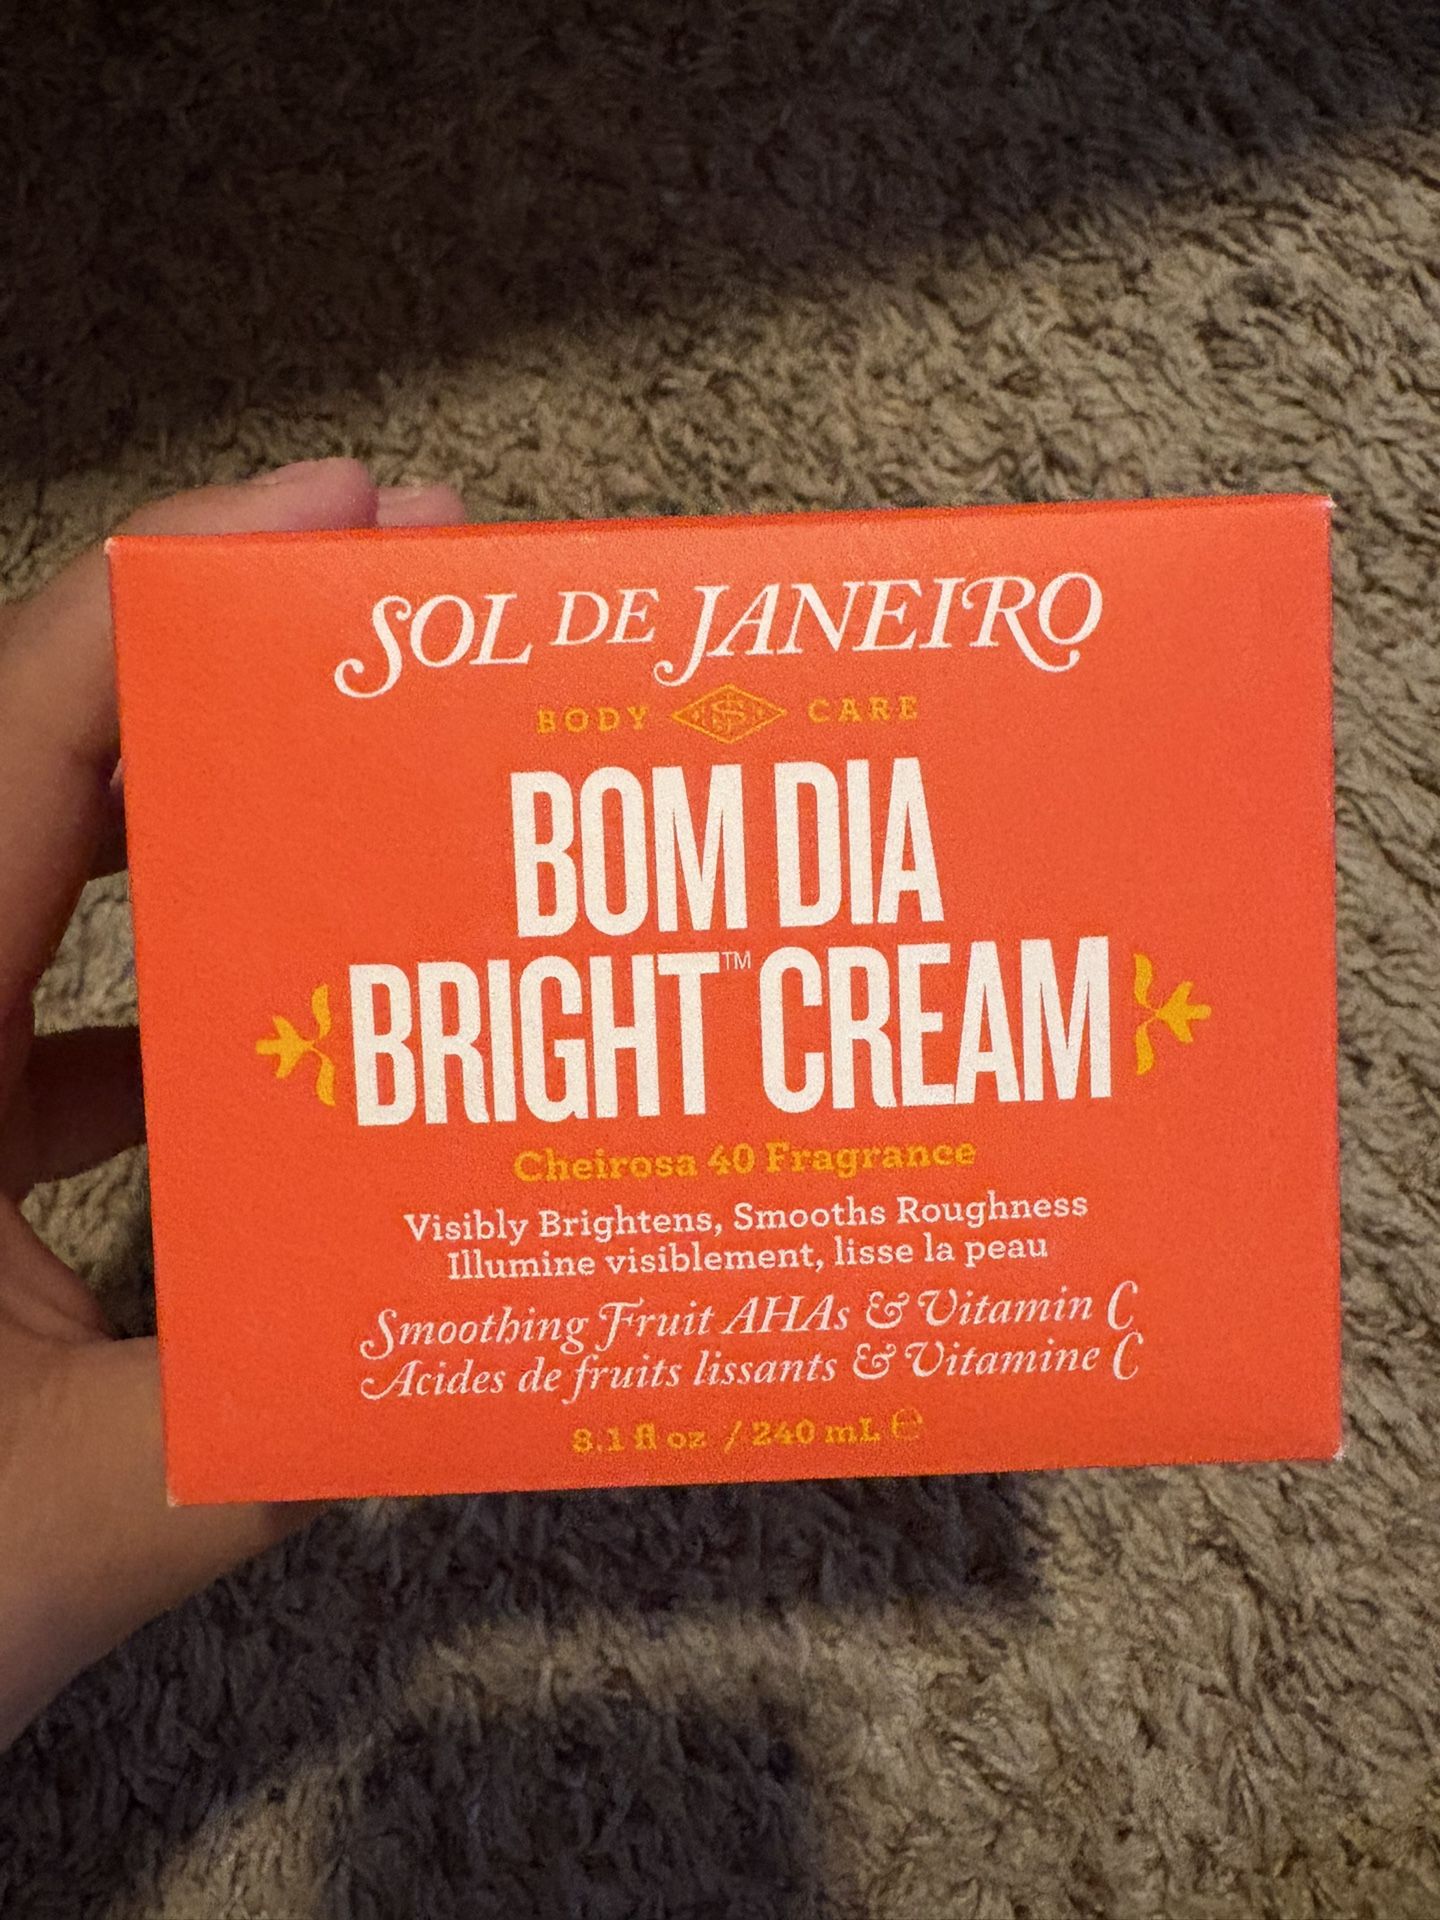 SOL DE JANEIRO
BODY CARE
BOM DIA
BRIGHT™ CREAM
Cheirosa 40 Fragrance
Visibly Brightens, Smooths Roughness
Illumine visiblement, lisse la peau
Smoothing Fruit AHAs & Vitamin C
Acides de fruits lissants & Vitamine C
8.1 fl oz / 240 mL ℮